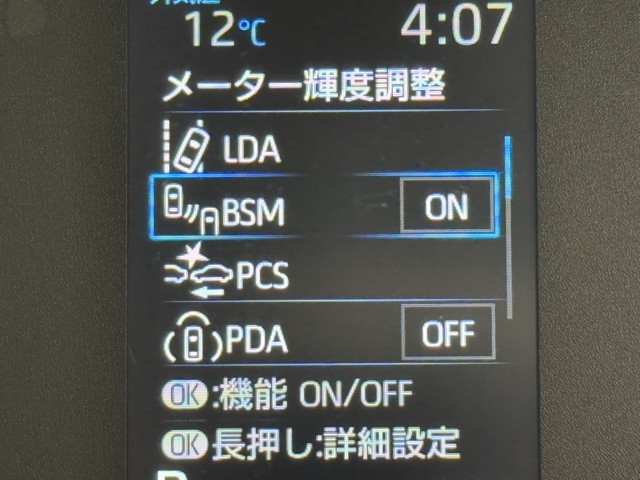 12℃ 4:07
メーター輝度調整
LDA
BSM ON
PCS
PDA OFF
OK:機能 ON/OFF
OK長押し:詳細設定